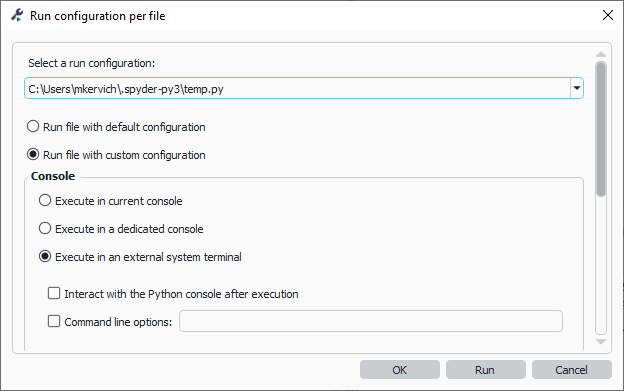 Run configuration per file
Select a run configuration:
C:\Users\mkervich\.spyder-py3\temp.py
Run file with default configuration
Run file with custom configuration
Console
Execute in current console
Execute in a dedicated console
Execute in an external system terminal
Interact with the Python console after execution
Command line options:
OK Run Cancel